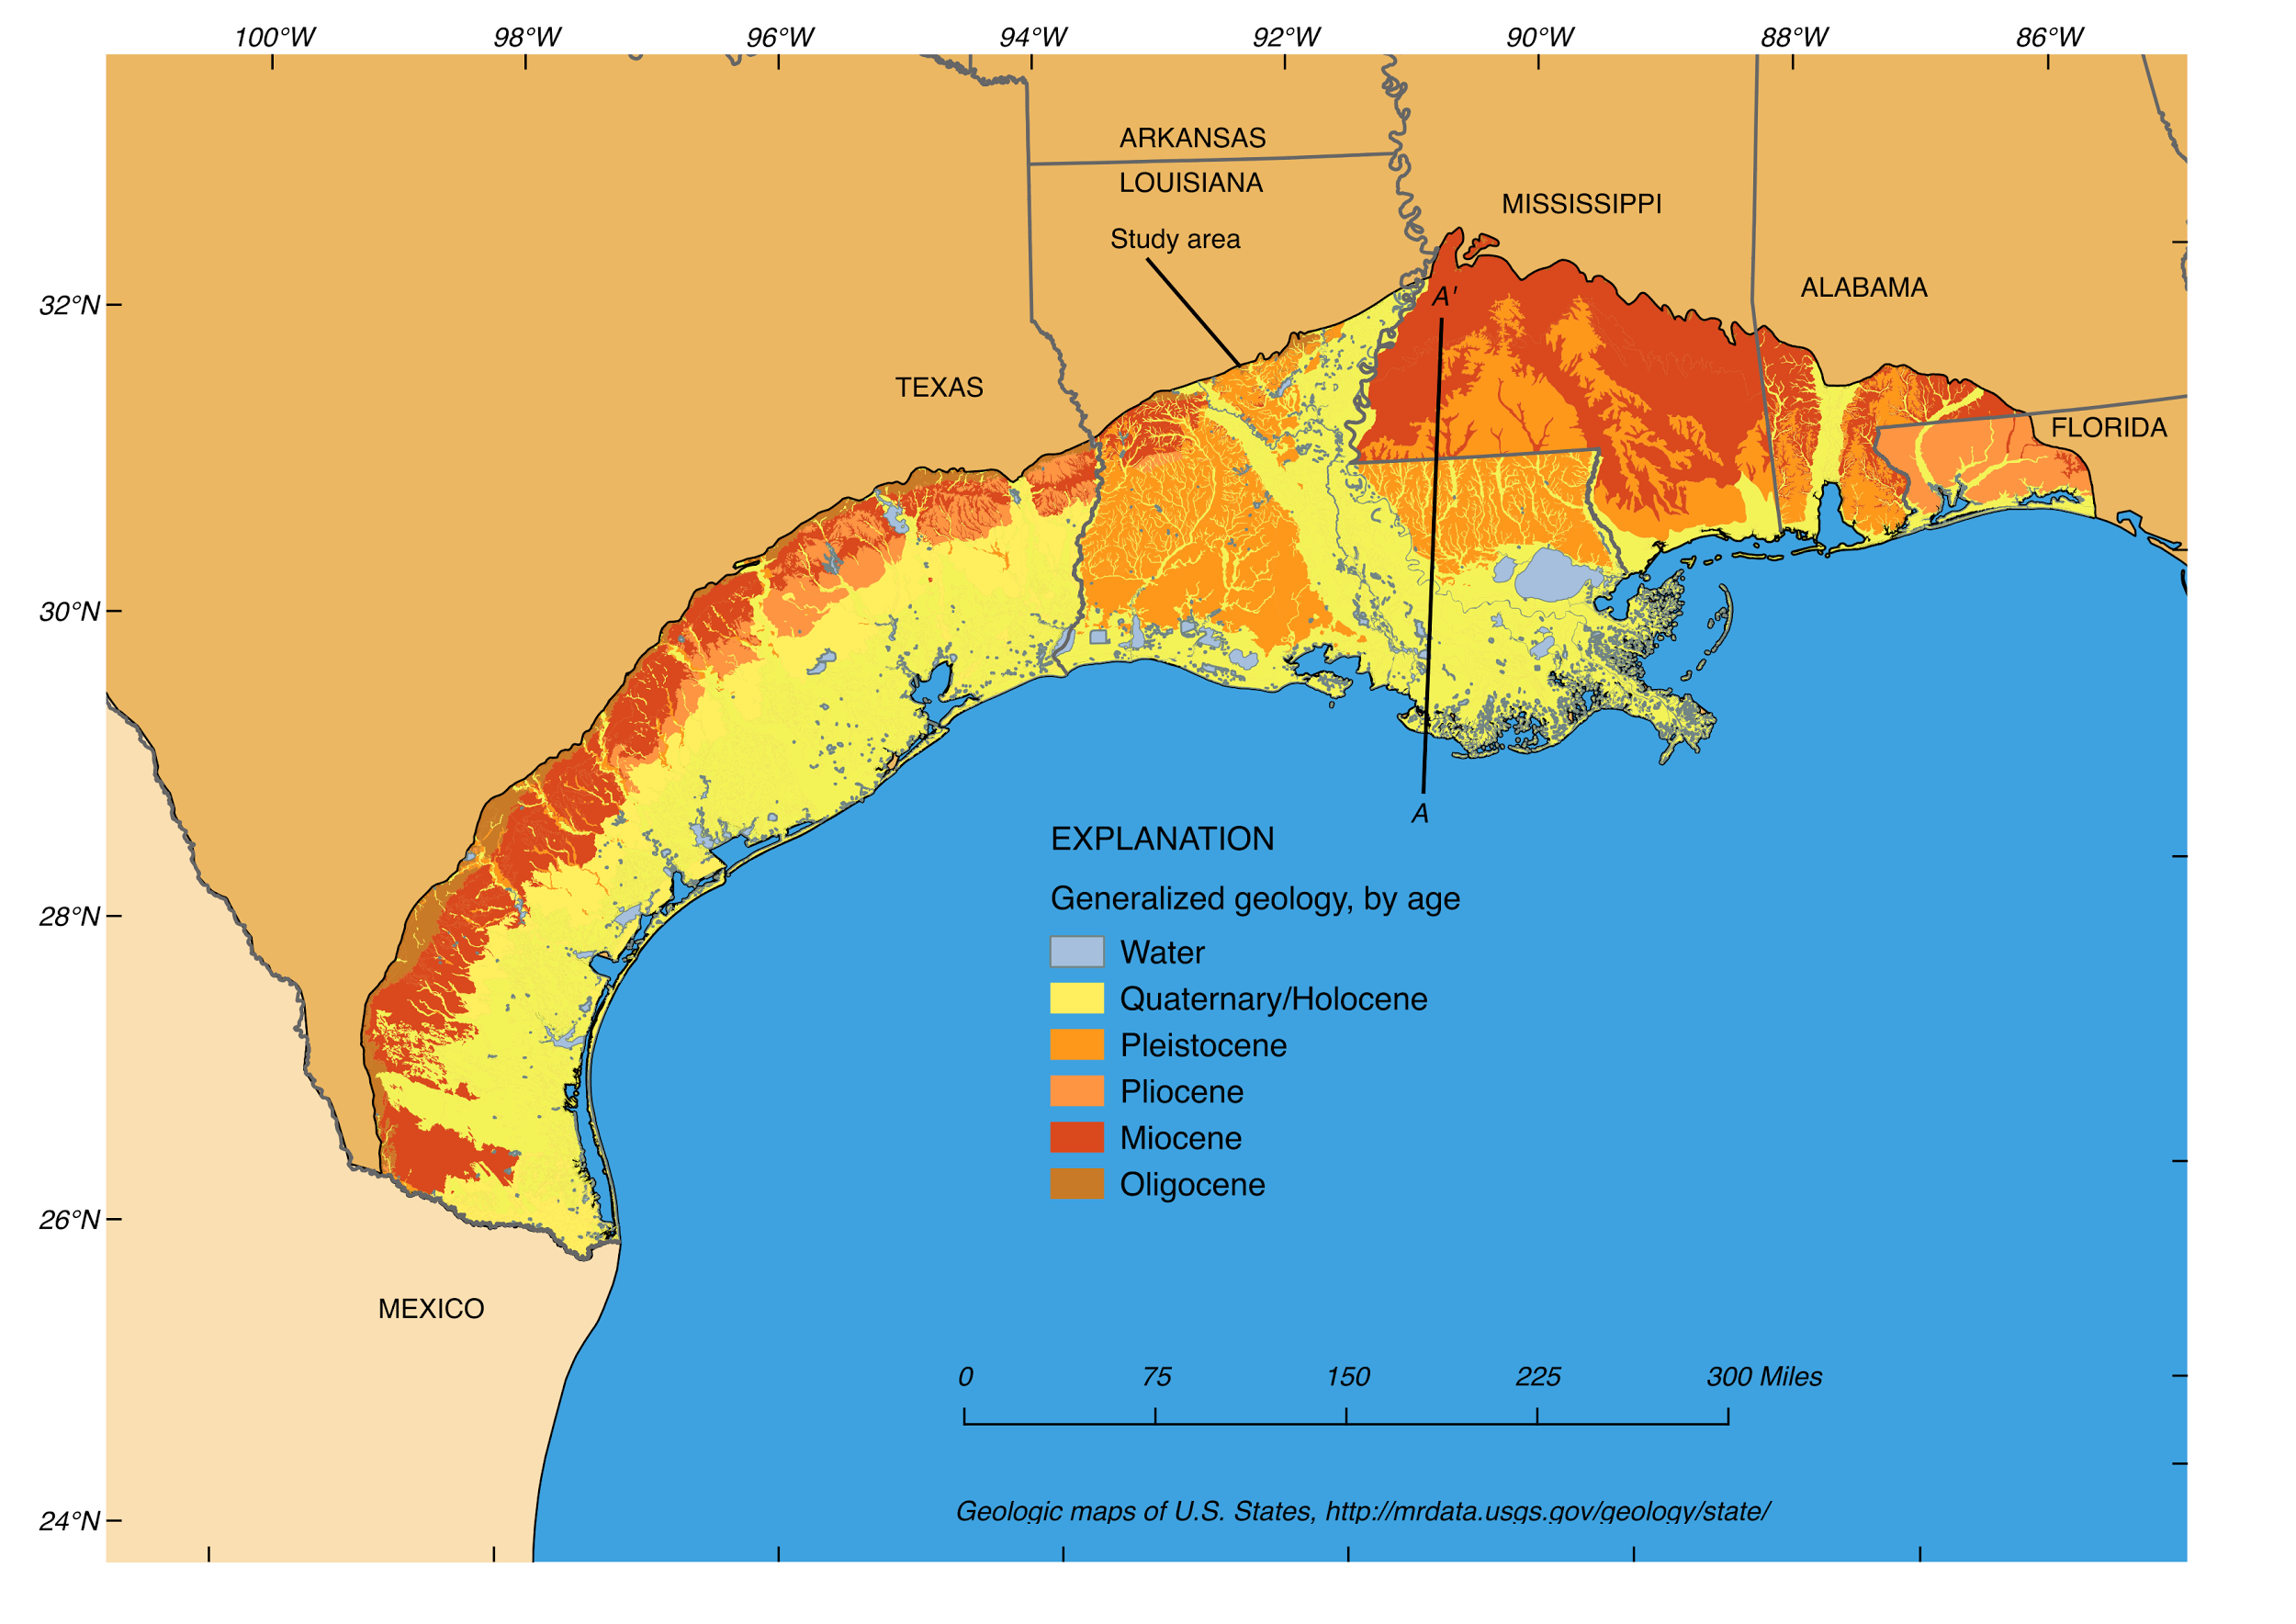 100°W 98°W 96°W 94°W 92°W 90°W 88°W 86°W
ARKANSAS
LOUISIANA
MISSISSIPPI
Study area
ALABAMA
A'
32°N
TEXAS
FLORIDA
30°N
A
EXPLANATION
Generalized geology, by age
28°N
Water
Quaternary/Holocene
Pleistocene
Pliocene
Miocene
Oligocene
26°N
MEXICO
0 75 150 225 300 Miles
Geologic maps of U.S. States, http://mrdata.usgs.gov/geology/state/
24°N